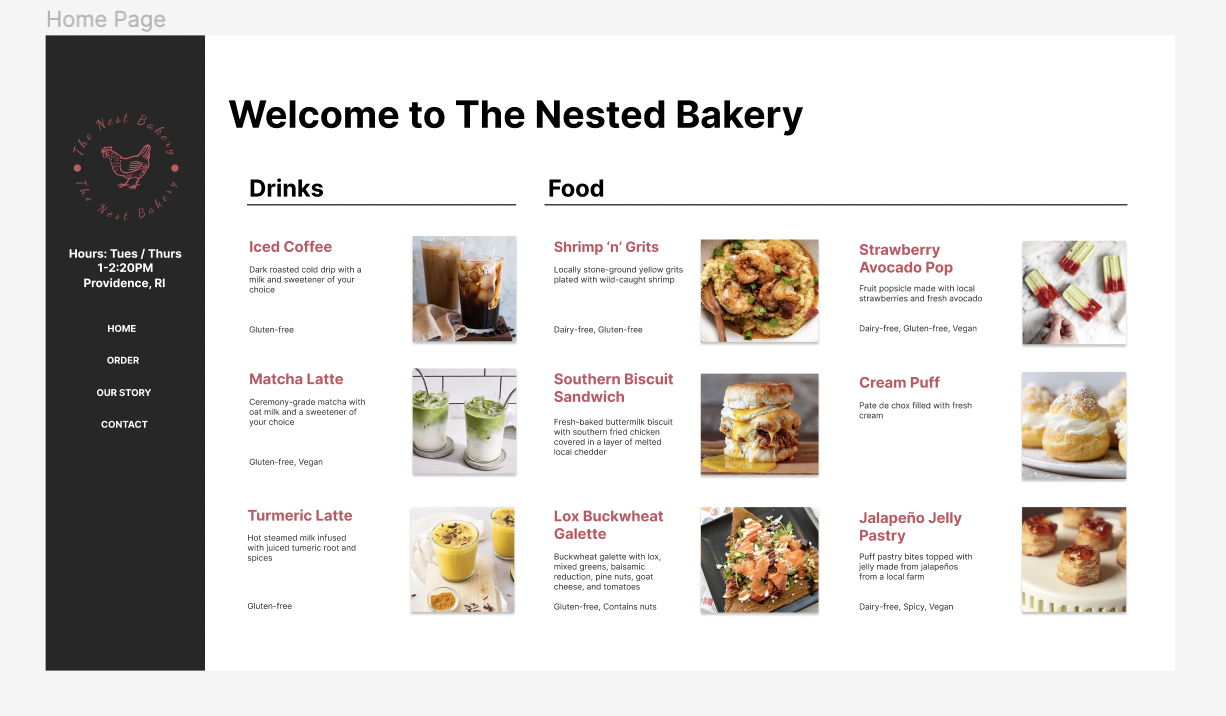 Home Page
The Nest Bakery
The Nest Bakery
Hours: Tues / Thurs
1-2:20PM
Providence, RI
HOME
ORDER
OUR STORY
CONTACT
Welcome to The Nested Bakery
Drinks
Iced Coffee
Dark roasted cold drip with a
milk and sweetener of your
choice
Gluten-free
Matcha Latte
Ceremony-grade matcha with
oat milk and a sweetener of
your choice
Gluten-free, Vegan
Turmeric Latte
Hot steamed milk infused
with juiced tumeric root and
spices
Gluten-free
Food
Shrimp ‘n’ Grits
Locally stone-ground yellow grits
plated with wild-caught shrimp
Dairy-free, Gluten-free
Southern Biscuit
Sandwich
Fresh-baked buttermilk biscuit
with southern fried chicken
covered in a layer of melted
local chedder
Lox Buckwheat
Galette
Buckwheat galette with lox,
mixed greens, balsamic
reduction, pine nuts, goat
cheese, and tomatoes
Gluten-free, Contains nuts
Strawberry
Avocado Pop
Fruit popsicle made with local
strawberries and fresh avocado
Dairy-free, Gluten-free, Vegan
Cream Puff
Pate de chox filled with fresh
cream
Jalapeño Jelly
Pastry
Puff pastry bites topped with
jelly made from jalapeños
from a local farm
Dairy-free, Spicy, Vegan